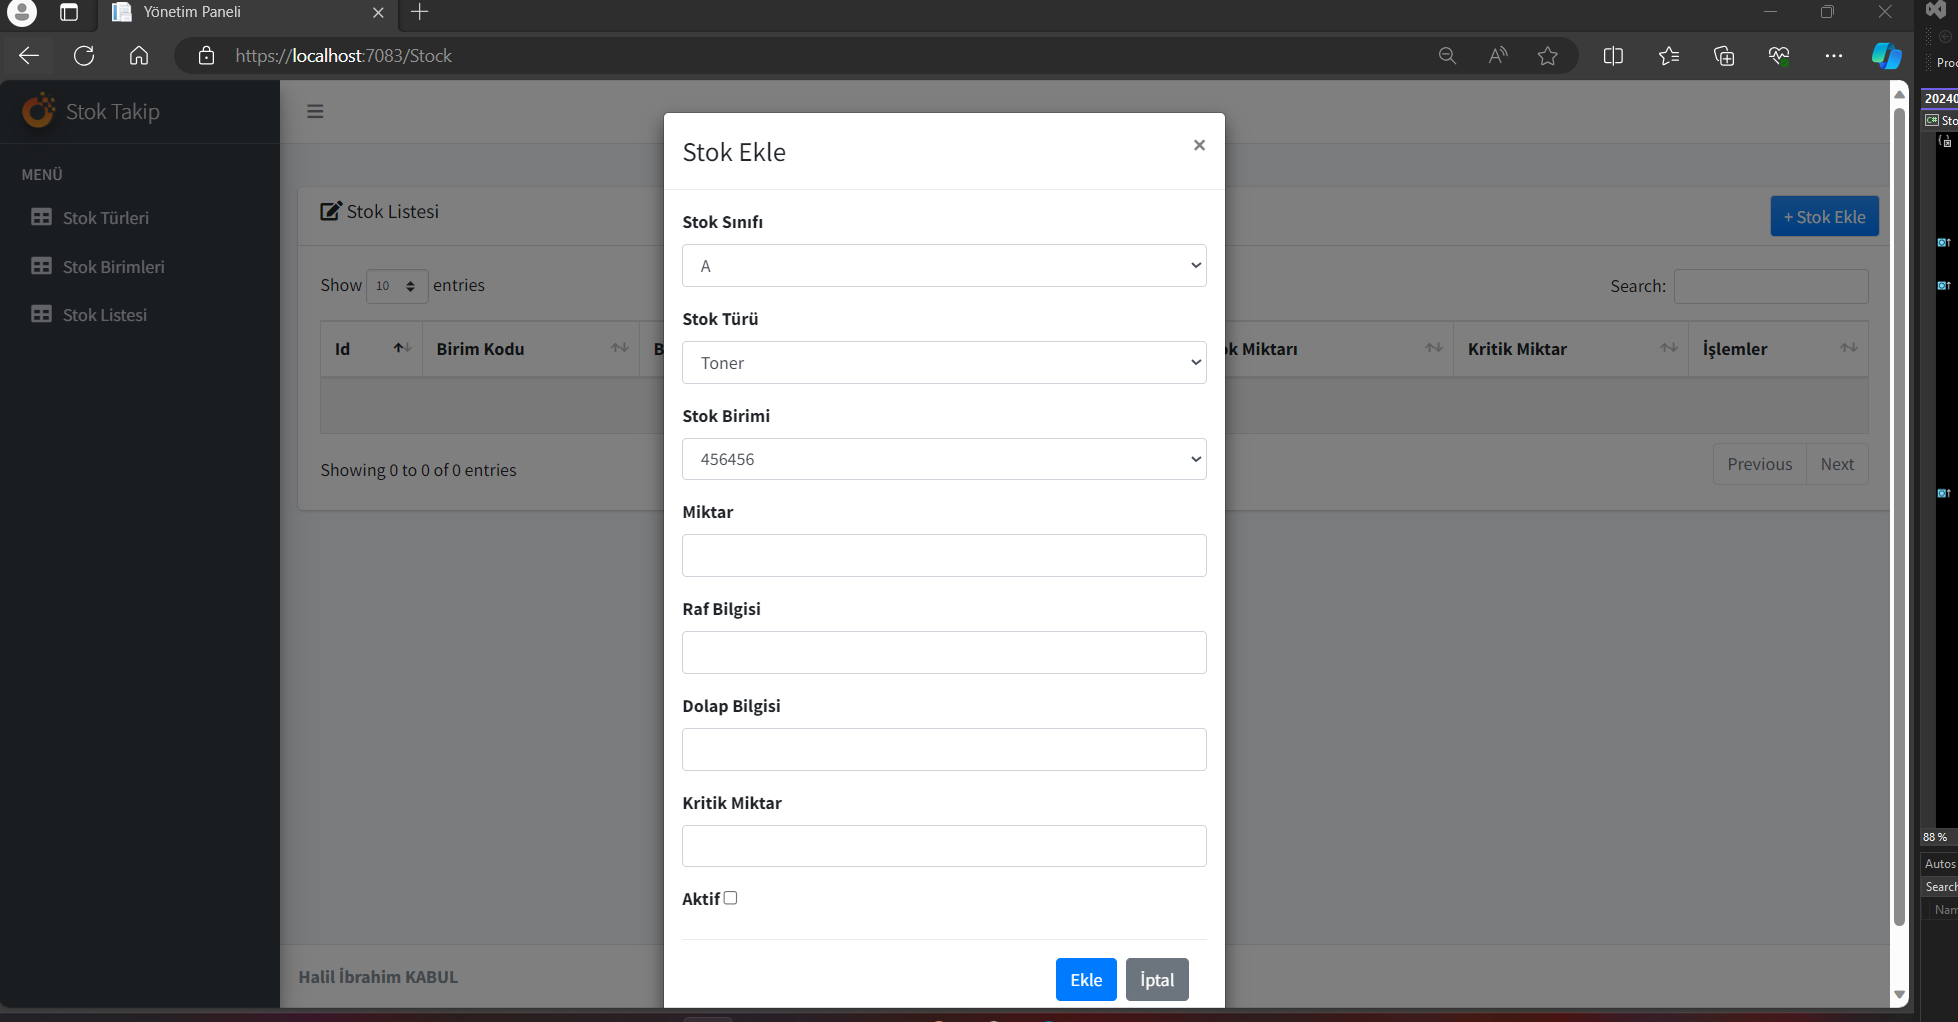 Yönetim Paneli
https://localhost:7083/Stock
Stok Takip
MENÜ
Stok Türleri
Stok Birimleri
Stok Listesi
Stok Listesi
+ Stok Ekle
Show 10 entries
Search:
Id
Birim Kodu
B
k Miktarı
Kritik Miktar
İşlemler
Showing 0 to 0 of 0 entries
Previous
Next
Halil İbrahim KABUL
Stok Ekle
×
Stok Sınıfı
A
Stok Türü
Toner
Stok Birimi
456456
Miktar
Raf Bilgisi
Dolap Bilgisi
Kritik Miktar
Aktif
Ekle
İptal
Proc
20240
C# Sto
88 %
Autos
Search
Nam